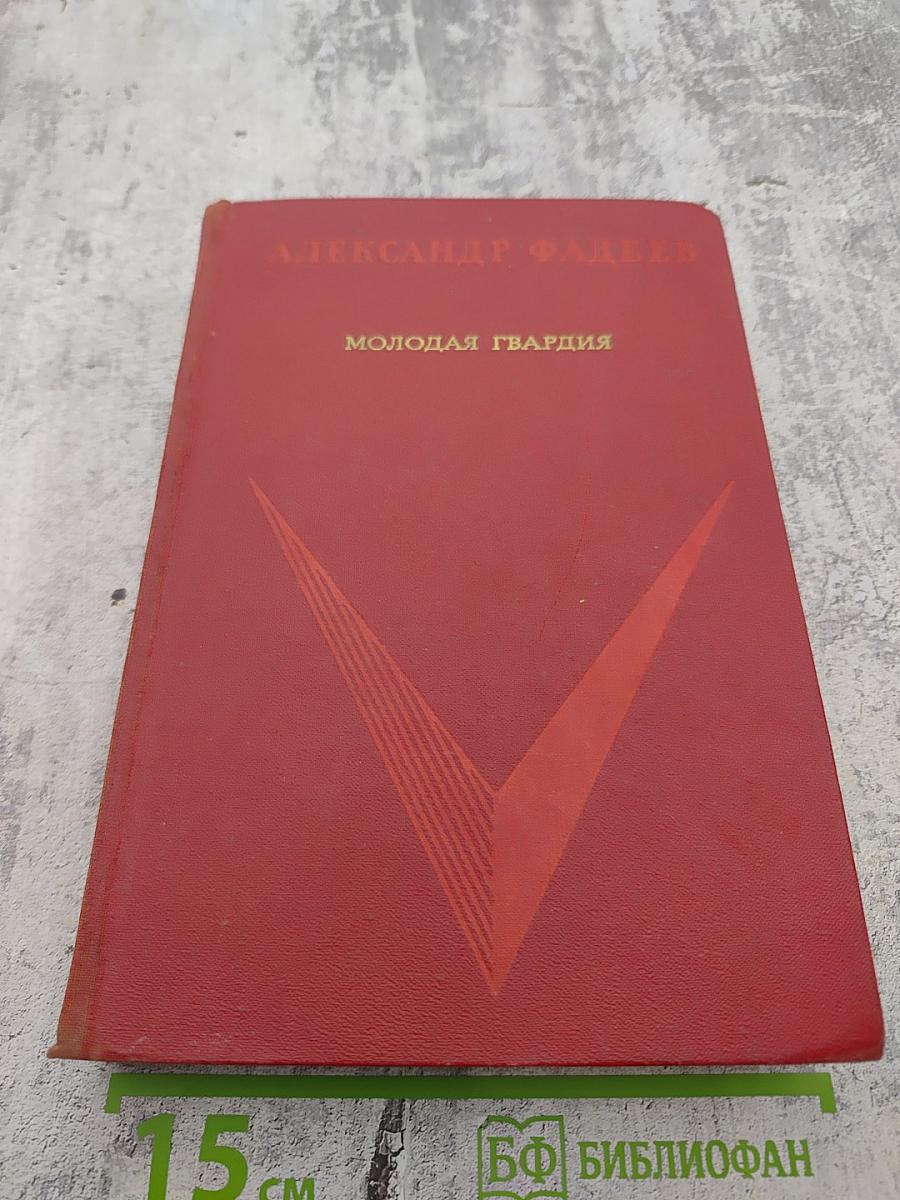 АЛЕКСАНДР ФАДЕЕВ
МОЛОДАЯ ГВАРДИЯ
15 см
БФ БИБЛИОФАН